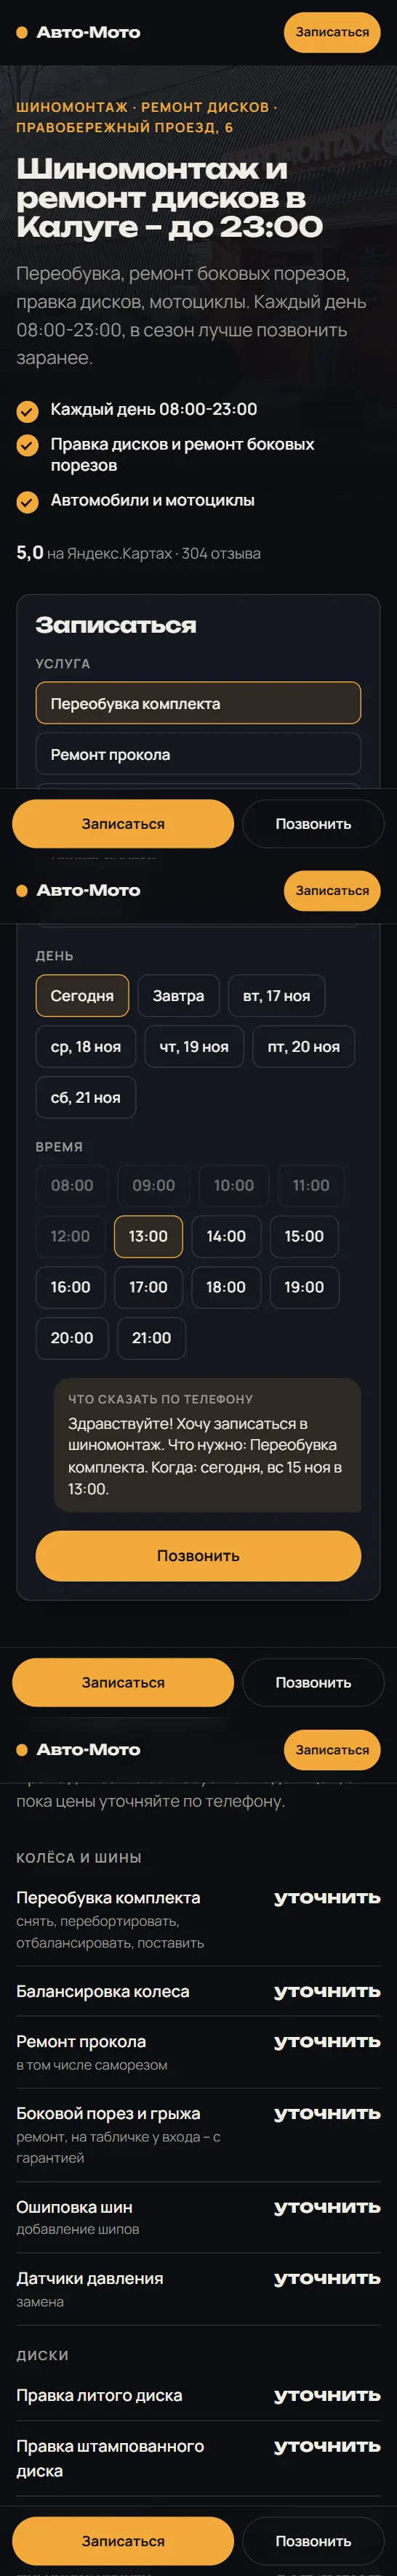 Авто-Мото
Записаться
ШИНОМОНТАЖ · РЕМОНТ ДИСКОВ ·
ПРАВОБЕРЕЖНЫЙ ПРОЕЗД, 6
Шиномонтаж и
ремонт дисков в
Калуге – до 23:00
Переобувка, ремонт боковых порезов,
правка дисков, мотоциклы. Каждый день
08:00-23:00, в сезон лучше позвонить
заранее.
Каждый день 08:00-23:00
Правка дисков и ремонт боковых
порезов
Автомобили и мотоциклы
5,0 на Яндекс.Картах · 304 отзыва
Записаться
УСЛУГА
Переобувка комплекта
Ремонт прокола
Записаться
Позвонить
Авто-Мото
Записаться
ДЕНЬ
Сегодня
Завтра
вт, 17 ноя
ср, 18 ноя
чт, 19 ноя
пт, 20 ноя
сб, 21 ноя
ВРЕМЯ
08:00
09:00
10:00
11:00
12:00
13:00
14:00
15:00
16:00
17:00
18:00
19:00
20:00
21:00
ЧТО СКАЗАТЬ ПО ТЕЛЕФОНУ
Здравствуйте! Хочу записаться в
шиномонтаж. Что нужно: Переобувка
комплекта. Когда: сегодня, вс 15 ноя в
13:00.
Позвонить
Записаться
Позвонить
Авто-Мото
Записаться
пока цены уточняйте по телефону.
КОЛЁСА И ШИНЫ
Переобувка комплекта
уточнить
снять, перебортировать,
отбалансировать, поставить
Балансировка колеса
уточнить
Ремонт прокола
уточнить
в том числе саморезом
Боковой порез и грыжа
уточнить
ремонт, на табличке у входа – с
гарантией
Ошиповка шин
уточнить
добавление шипов
Датчики давления
уточнить
замена
ДИСКИ
Правка литого диска
уточнить
Правка штампованного
диска
уточнить
Записаться
Позвонить